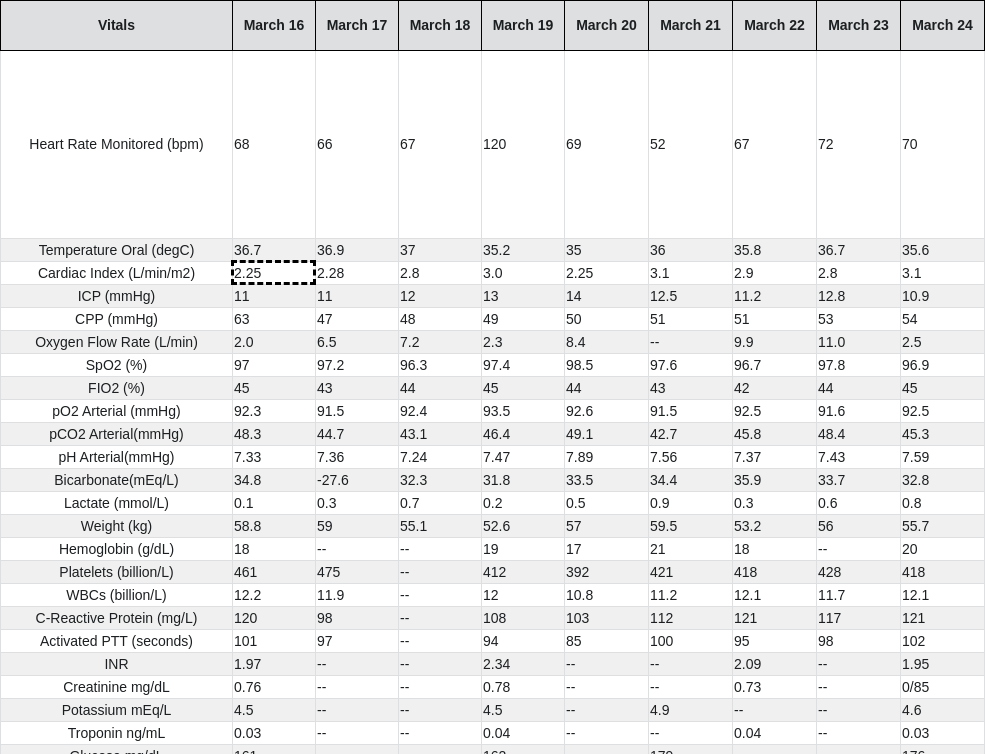 Vitals March 16 March 17 March 18 March 19 March 20 March 21 March 22 March 23 March 24
Heart Rate Monitored (bpm) 68 66 67 120 69 52 67 72 70
Temperature Oral (degC) 36.7 36.9 37 35.2 35 36 35.8 36.7 35.6
Cardiac Index (L/min/m2) 2.25 2.28 2.8 3.0 2.25 3.1 2.9 2.8 3.1
ICP (mmHg) 11 11 12 13 14 12.5 11.2 12.8 10.9
CPP (mmHg) 63 47 48 49 50 51 51 53 54
Oxygen Flow Rate (L/min) 2.0 6.5 7.2 2.3 8.4 -- 9.9 11.0 2.5
SpO2 (%) 97 97.2 96.3 97.4 98.5 97.6 96.7 97.8 96.9
FIO2 (%) 45 43 44 45 44 43 42 44 45
pO2 Arterial (mmHg) 92.3 91.5 92.4 93.5 92.6 91.5 92.5 91.6 92.5
pCO2 Arterial(mmHg) 48.3 44.7 43.1 46.4 49.1 42.7 45.8 48.4 45.3
pH Arterial(mmHg) 7.33 7.36 7.24 7.47 7.89 7.56 7.37 7.43 7.59
Bicarbonate(mEq/L) 34.8 -27.6 32.3 31.8 33.5 34.4 35.9 33.7 32.8
Lactate (mmol/L) 0.1 0.3 0.7 0.2 0.5 0.9 0.3 0.6 0.8
Weight (kg) 58.8 59 55.1 52.6 57 59.5 53.2 56 55.7
Hemoglobin (g/dL) 18 -- -- 19 17 21 18 -- 20
Platelets (billion/L) 461 475 -- 412 392 421 418 428 418
WBCs (billion/L) 12.2 11.9 -- 12 10.8 11.2 12.1 11.7 12.1
C-Reactive Protein (mg/L) 120 98 -- 108 103 112 121 117 121
Activated PTT (seconds) 101 97 -- 94 85 100 95 98 102
INR 1.97 -- -- 2.34 -- -- 2.09 -- 1.95
Creatinine mg/dL 0.76 -- -- 0.78 -- -- 0.73 -- 0/85
Potassium mEq/L 4.5 -- -- 4.5 -- 4.9 -- -- 4.6
Troponin ng/mL 0.03 -- -- 0.04 -- -- 0.04 -- 0.03